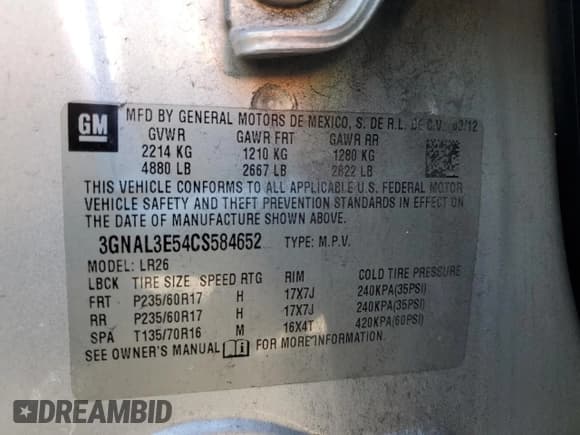 GM
MFD BY GENERAL MOTORS DE MEXICO, S. DE R.L. DE C.V. 03/12
GVWR GAWR FRT GAWR RR
2214 KG 1210 KG 1280 KG
4880 LB 2667 LB 2822 LB
THIS VEHICLE CONFORMS TO ALL APPLICABLE U.S. FEDERAL MOTOR
VEHICLE SAFETY AND THEFT PREVENTION STANDARDS IN EFFECT ON
THE DATE OF MANUFACTURE SHOWN ABOVE.
3GNAL3E54CS584652 TYPE: M.P.V.
MODEL: LR26
LBCK TIRE SIZE SPEED RTG RIM COLD TIRE PRESSURE
FRT P235/60R17 H 17X7J 240KPA(35PSI)
RR P235/60R17 H 17X7J 240KPA(35PSI)
SPA T135/70R16 M 16X4T 420KPA(60PSI)
SEE OWNER'S MANUAL FOR MORE INFORMATION.
DREAMBID